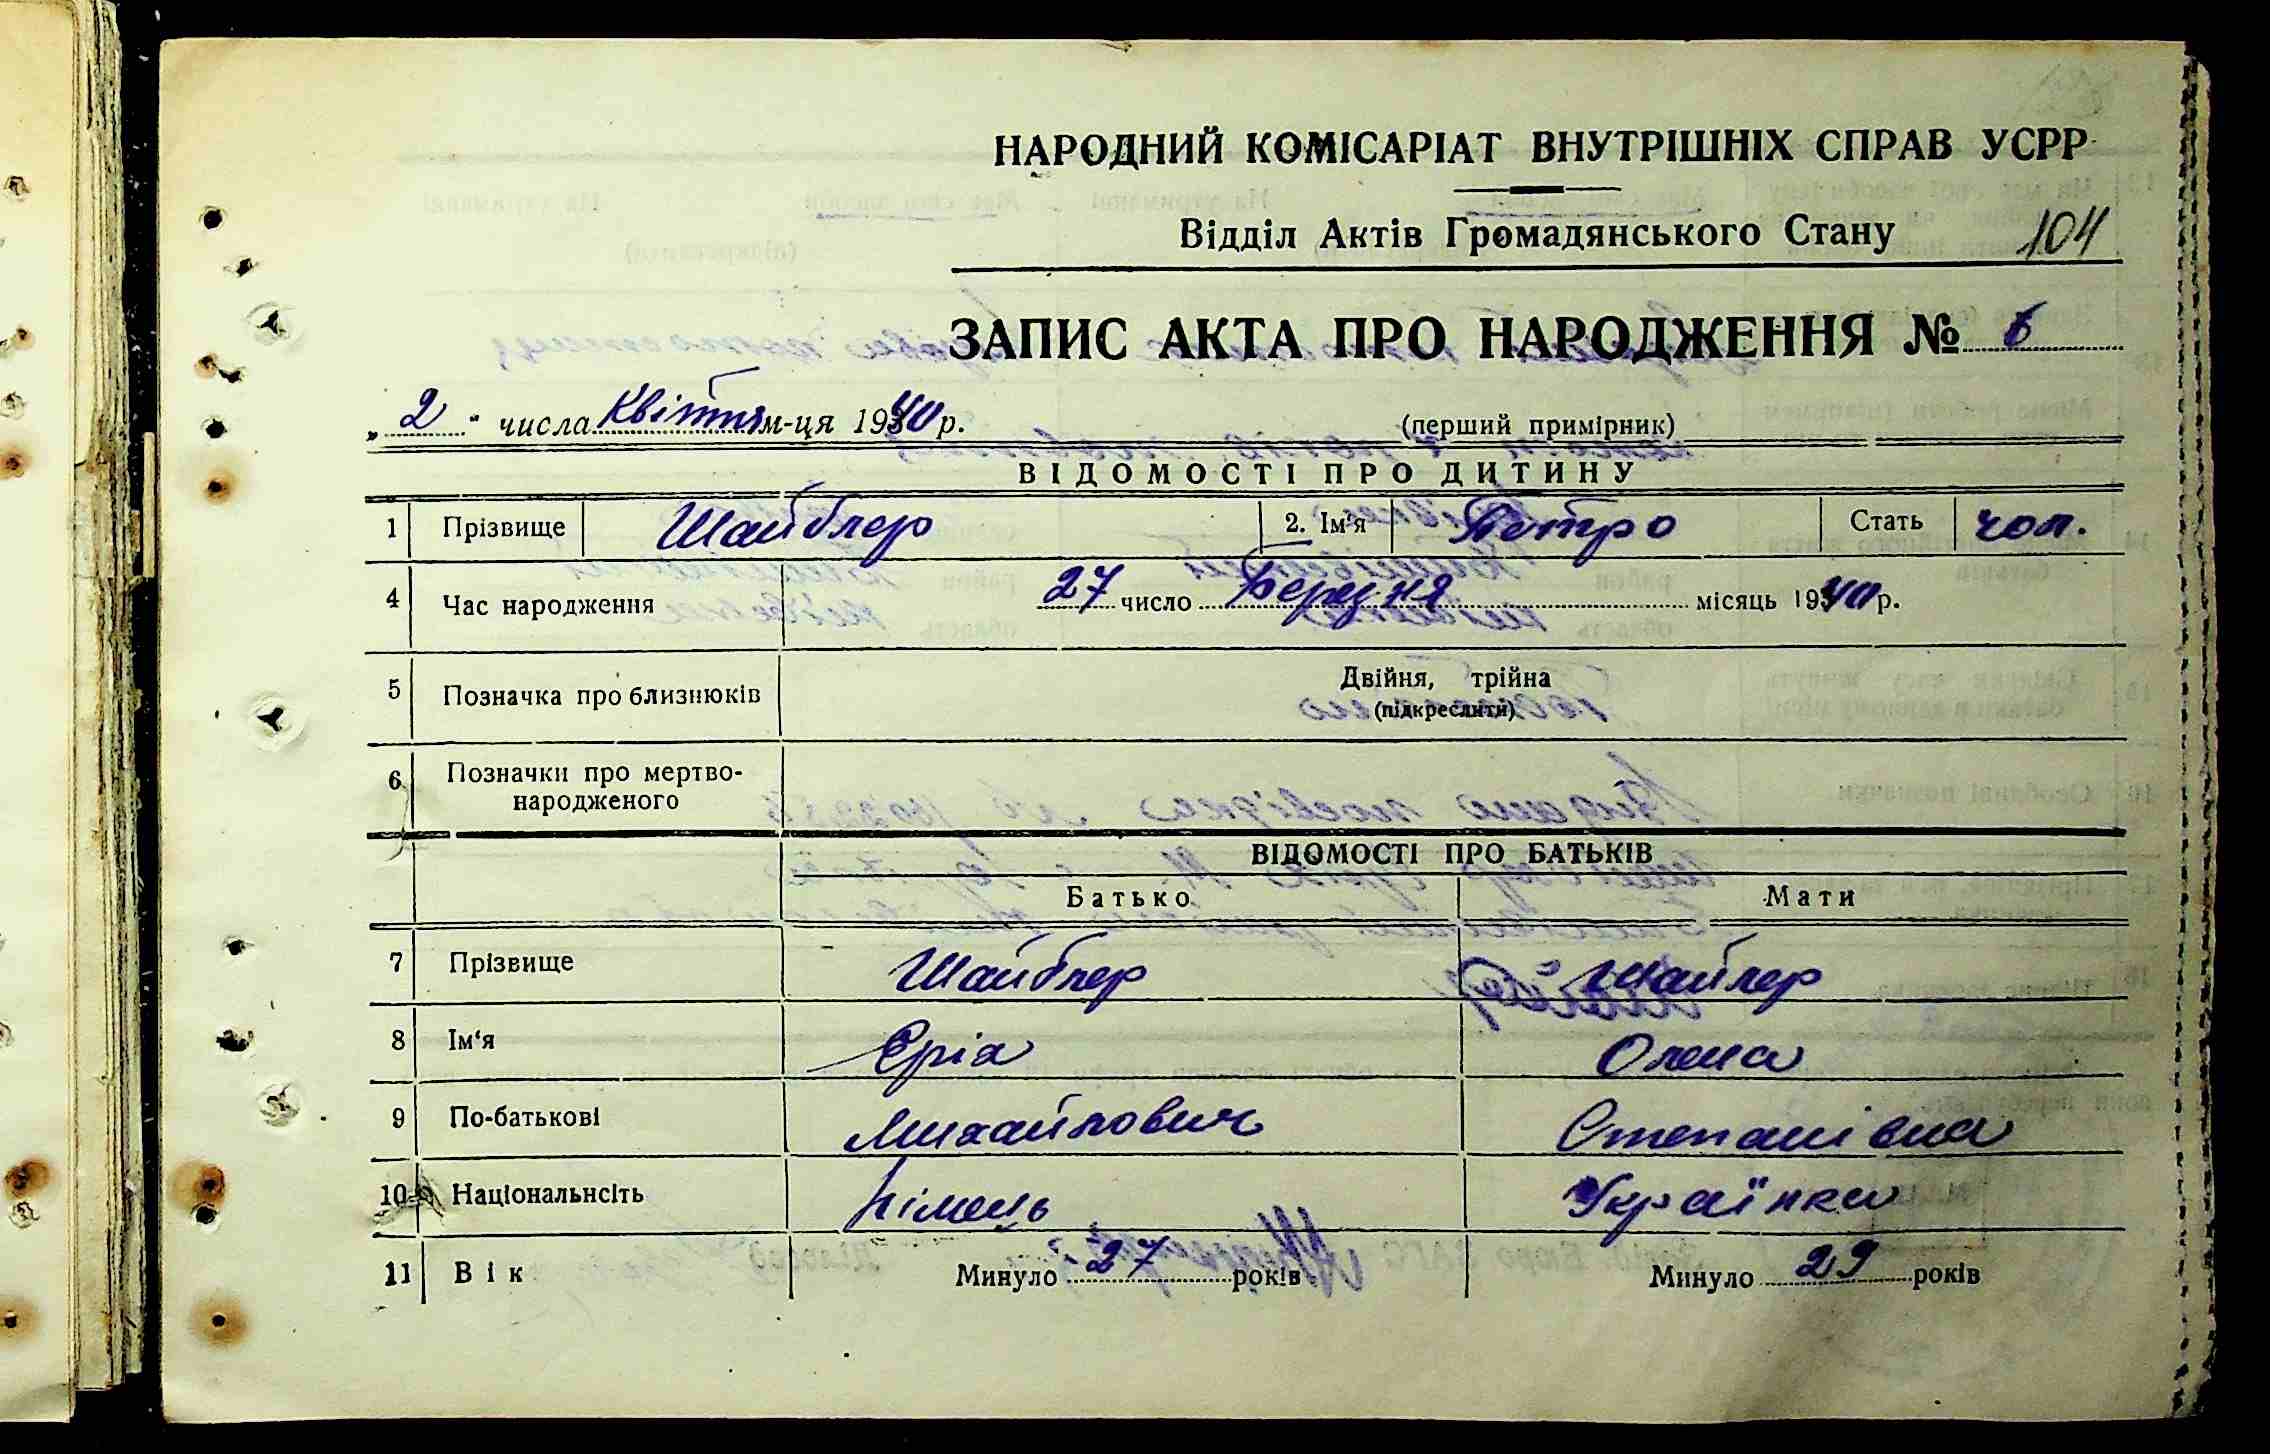 НАРОДНИЙ КОМІСАРІАТ ВНУТРІШНІХ СПРАВ УСРР
Відділ Актів Громадянського Стану 104
ЗАПИС АКТА ПРО НАРОДЖЕННЯ № 6
„2" числа Квітня м-ця 1940 р. (перший примірник)
ВІДОМОСТІ ПРО ДИТИНУ
1 Прізвище Шайблер 2. Ім'я Петро Стать чол.
4 Час народження 27 число Березня місяць 1940 р.
5 Позначка про близнюків Двійня, трійна
(підкреслити)
6 Позначки про мертво-
народженого
ВІДОМОСТІ ПРО БАТЬКІВ
Батько Мати
7 Прізвище Шайблер Шайлер
8 Ім'я Єріх Олена
9 По-батькові Михайлович Степанівна
10 Національнсіть Німець Українка
11 Вік Минуло 27 років Минуло 29 років